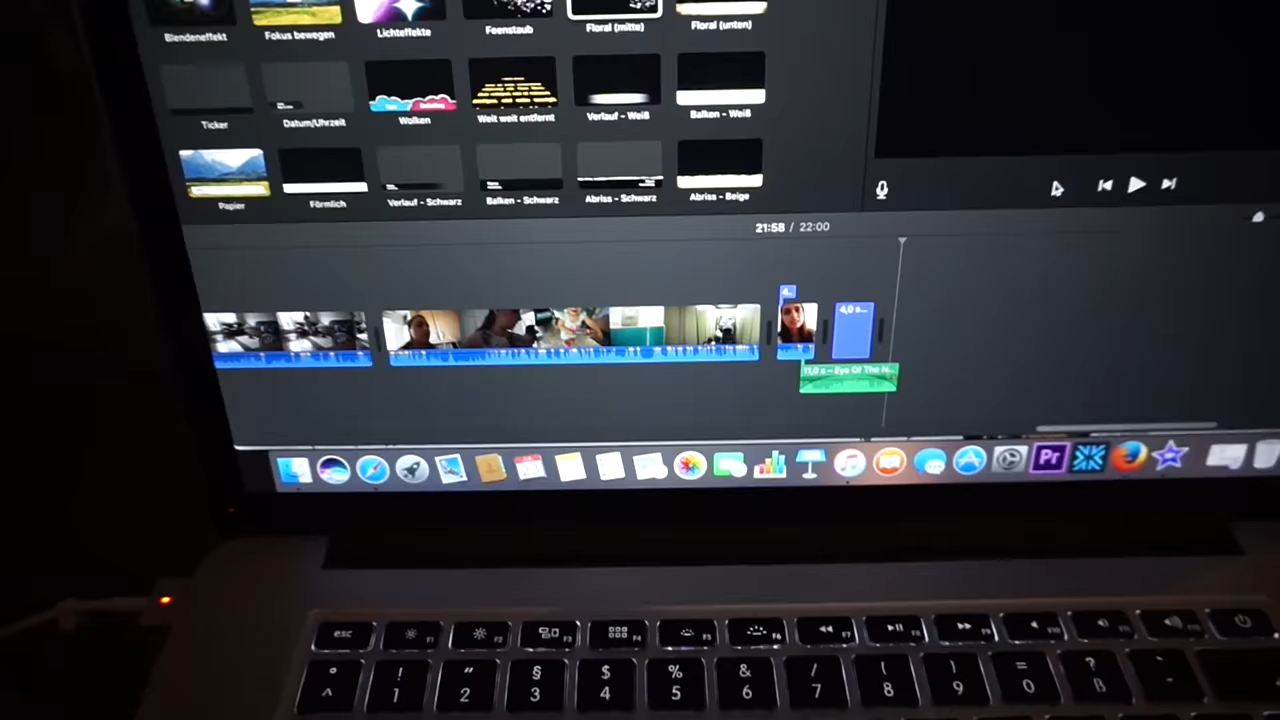 Blendeneffekt Fokus bewegen Lichteffekte Feenstaub Floral (mitte) Floral (unten)
Ticker Datum/Uhrzeit Wolken Weit weit entfernt Verlauf - Weiß Balken - Weiß
Papier Förmlich Verlauf - Schwarz Balken - Schwarz Abriss - Schwarz Abriss - Beige
21:58 / 22:00
4...
4,0 s...
11,0 s – Eye Of The N...
23
Pr
esc F1 F2 F3 F4 F5 F6 F7 F8 F9 F10 F11 F12
° ! " § $ % & / ( ) = ? `
^ 1 2 3 4 5 6 7 8 9 0 ß ´